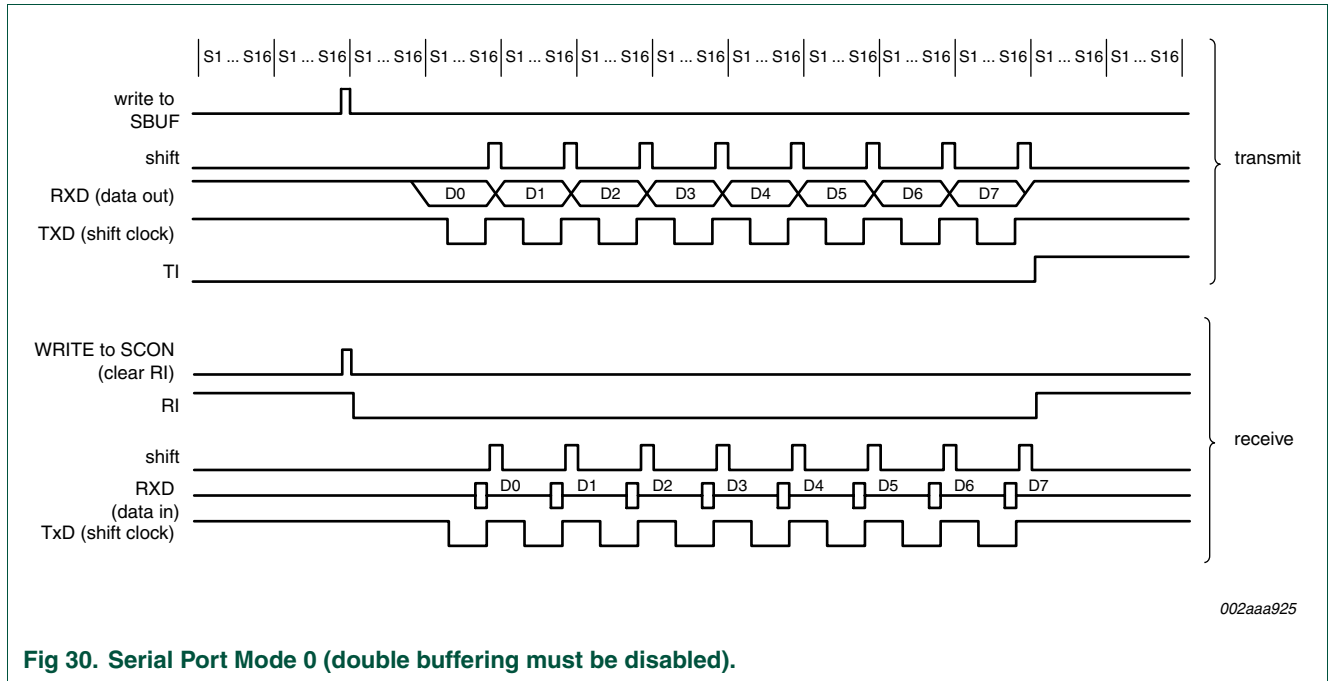 S1 ... S16 S1 ... S16 S1 ... S16 S1 ... S16 S1 ... S16 S1 ... S16 S1 ... S16 S1 ... S16 S1 ... S16 S1 ... S16 S1 ... S16 S1 ... S16 S1 ... S16
write to
SBUF
shift
transmit
RXD (data out) D0 D1 D2 D3 D4 D5 D6 D7
TXD (shift clock)
TI
WRITE to SCON
(clear RI)
RI
shift
receive
RXD D0 D1 D2 D3 D4 D5 D6 D7
(data in)
TxD (shift clock)
002aaa925
Fig 30. Serial Port Mode 0 (double buffering must be disabled).